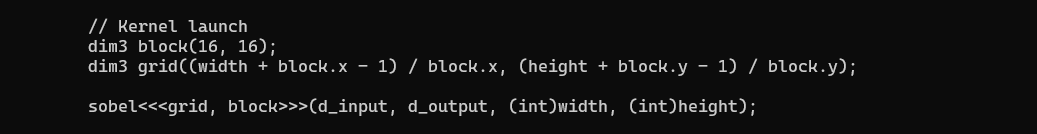 // Kernel launch
dim3 block(16, 16);
dim3 grid((width + block.x - 1) / block.x, (height + block.y - 1) / block.y);
sobel<<<grid, block>>>(d_input, d_output, (int)width, (int)height);